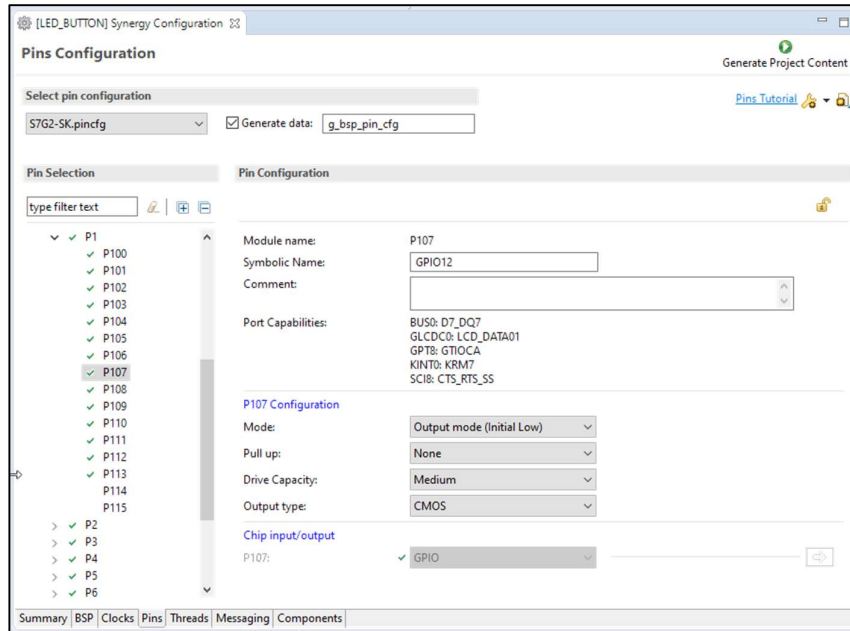 [LED_BUTTON] Synergy Configuration
Pins Configuration
Generate Project Content
Select pin configuration
Pins Tutorial
S7G2-SK.pincfg
Generate data: g_bsp_pin_cfg
Pin Selection
Pin Configuration
type filter text
P1
P100
P101
P102
P103
P104
P105
P106
P107
P108
P109
P110
P111
P112
P113
P114
P115
P2
P3
P4
P5
P6
Module name: P107
Symbolic Name: GPIO12
Comment:
Port Capabilities: BUS0: D7_DQ7
GLCDC0: LCD_DATA01
GPT8: GTIOCA
KINT0: KRM7
SCI8: CTS_RTS_SS
P107 Configuration
Mode: Output mode (Initial Low)
Pull up: None
Drive Capacity: Medium
Output type: CMOS
Chip input/output
P107: GPIO
Summary BSP Clocks Pins Threads Messaging Components